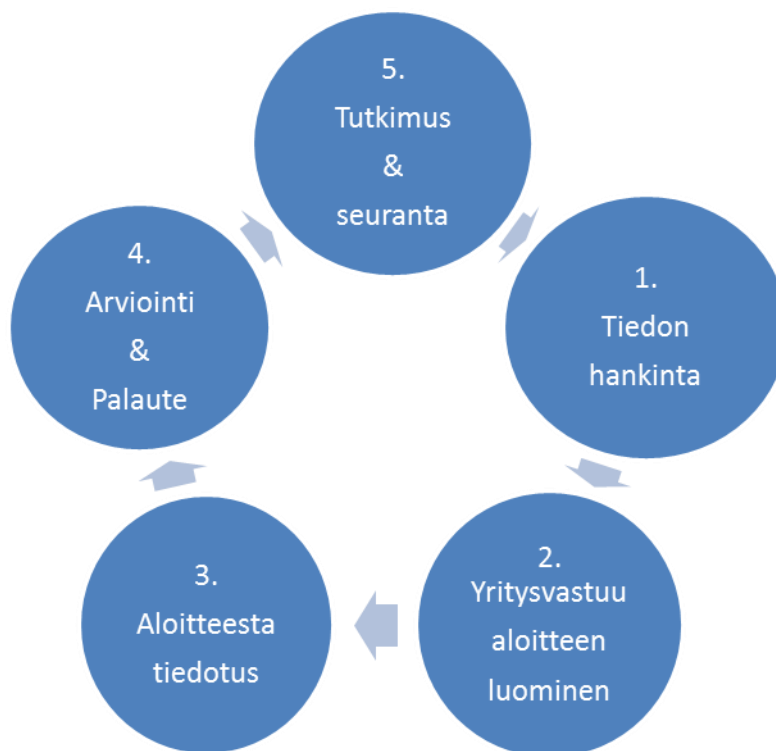 5.
Tutkimus
&
seuranta
1.
Tiedon
hankinta
2.
Yritysvastuu
aloitteen
luominen
3.
Aloitteesta
tiedotus
4.
Arviointi
&
Palaute